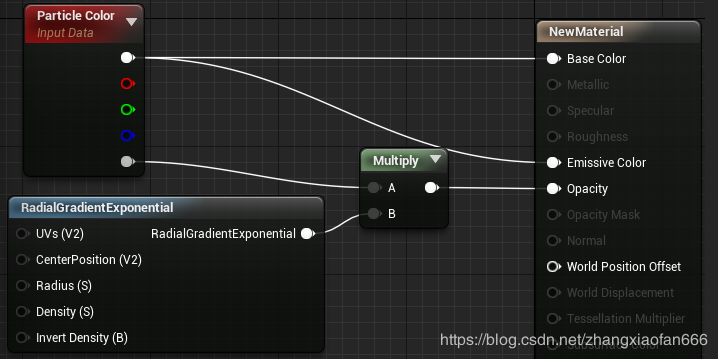 Particle Color
Input Data
NewMaterial
Base Color
Metallic
Specular
Roughness
Emissive Color
Opacity
Opacity Mask
Normal
World Position Offset
World Displacement
Tessellation Multiplier
Subsurface Color
Multiply
A
B
RadialGradientExponential
UVs (V2)
RadialGradientExponential
CenterPosition (V2)
Radius (S)
Density (S)
Invert Density (B)
https://blog.csdn.net/zhangxiaofan666